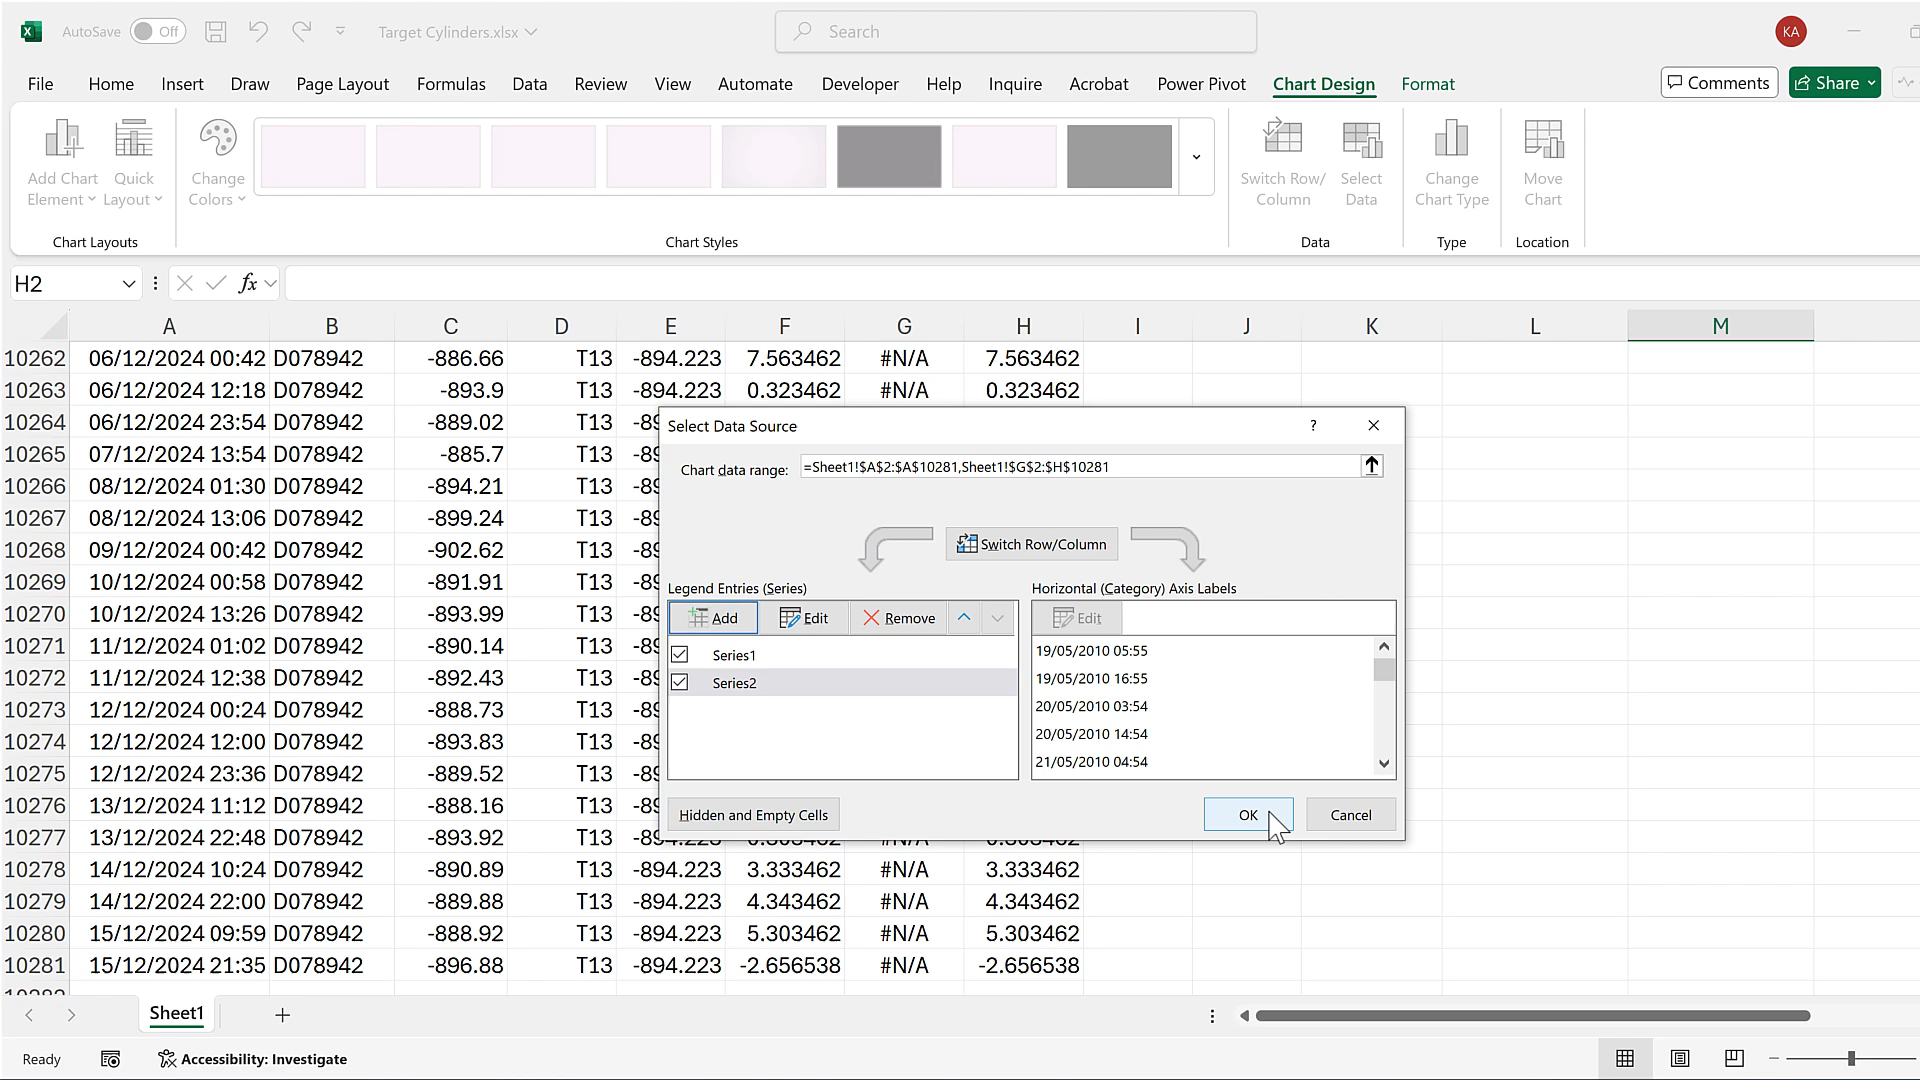 AutoSave Off Target Cylinders.xlsx Search KA
File Home Insert Draw Page Layout Formulas Data Review View Automate Developer Help Inquire Acrobat Power Pivot Chart Design Format Comments Share
Add Chart Element Quick Layout Change Colors Switch Row/ Column Select Data Change Chart Type Move Chart
Chart Layouts Chart Styles Data Type Location
H2 fx
A B C D E F G H I J K L M
10262 06/12/2024 00:42 D078942 -886.66 T13 -894.223 7.563462 #N/A 7.563462
10263 06/12/2024 12:18 D078942 -893.9 T13 -894.223 0.323462 #N/A 0.323462
10264 06/12/2024 23:54 D078942 -889.02 T13
10265 07/12/2024 13:54 D078942 -885.7 T13
10266 08/12/2024 01:30 D078942 -894.21 T13
10267 08/12/2024 13:06 D078942 -899.24 T13
10268 09/12/2024 00:42 D078942 -902.62 T13
10269 10/12/2024 00:58 D078942 -891.91 T13
10270 10/12/2024 13:26 D078942 -893.99 T13
10271 11/12/2024 01:02 D078942 -890.14 T13
10272 11/12/2024 12:38 D078942 -892.43 T13
10273 12/12/2024 00:24 D078942 -888.73 T13
10274 12/12/2024 12:00 D078942 -893.83 T13
10275 12/12/2024 23:36 D078942 -889.52 T13
10276 13/12/2024 11:12 D078942 -888.16 T13
10277 13/12/2024 22:48 D078942 -893.92 T13
10278 14/12/2024 10:24 D078942 -890.89 T13 -894.223 3.333462 #N/A 3.333462
10279 14/12/2024 22:00 D078942 -889.88 T13 -894.223 4.343462 #N/A 4.343462
10280 15/12/2024 09:59 D078942 -888.92 T13 -894.223 5.303462 #N/A 5.303462
10281 15/12/2024 21:35 D078942 -896.88 T13 -894.223 -2.656538 #N/A -2.656538
Select Data Source ?
Chart data range: =Sheet1!$A$2:$A$10281,Sheet1!$G$2:$H$10281
Switch Row/Column
Legend Entries (Series) Horizontal (Category) Axis Labels
Add Edit Remove Edit
Series1
Series2
19/05/2010 05:55
19/05/2010 16:55
20/05/2010 03:54
20/05/2010 14:54
21/05/2010 04:54
Hidden and Empty Cells OK Cancel
Sheet1
Ready Accessibility: Investigate